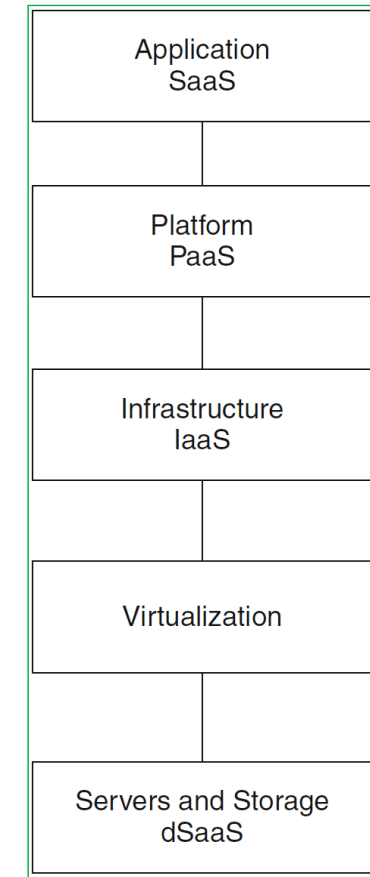 Application
SaaS
Platform
PaaS
Infrastructure
IaaS
Virtualization
Servers and Storage
dSaaS